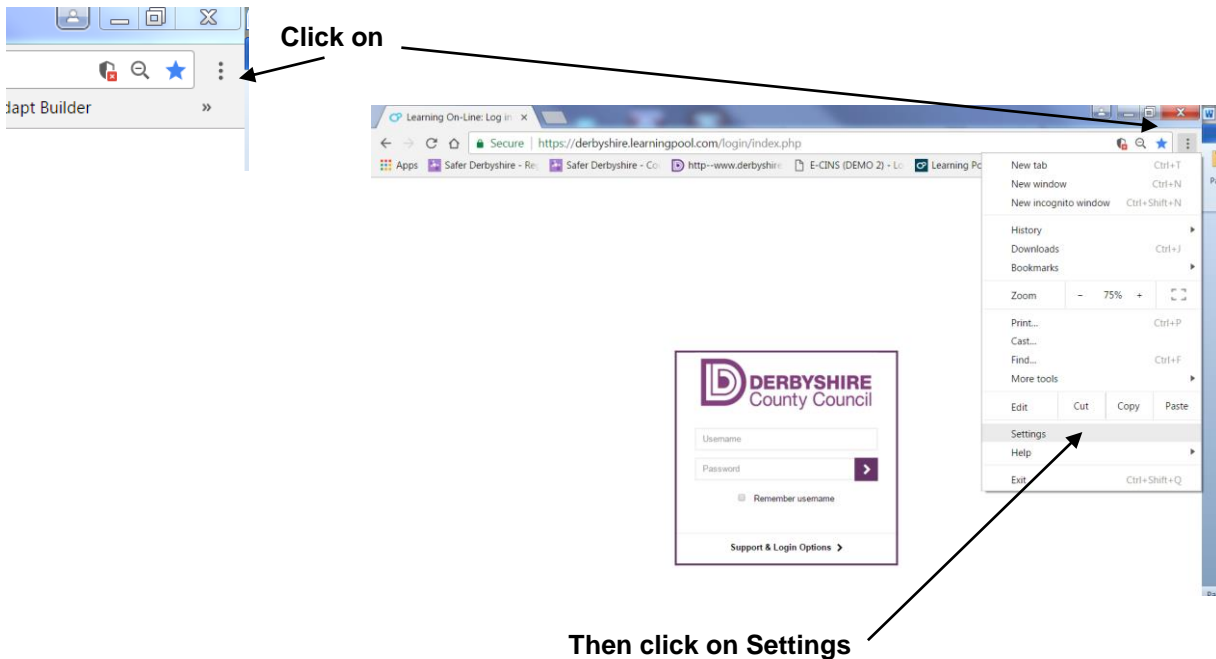 Click on
dapt Builder »
Learning On-Line: Log in ×
Secure | https://derbyshire.learningpool.com/login/index.php
Apps Safer Derbyshire - Re Safer Derbyshire - Co http--www.derbyshire E-CINS (DEMO 2) - Lo Learning Po
New tab Ctrl+T
New window Ctrl+N
New incognito window Ctrl+Shift+N
History
Downloads Ctrl+J
Bookmarks
Zoom - 75% +
Print... Ctrl+P
Cast...
Find... Ctrl+F
More tools
Edit Cut Copy Paste
Settings
Help
Exit Ctrl+Shift+Q
DERBYSHIRE
County Council
Username
Password
Remember username
Support & Login Options
Then click on Settings